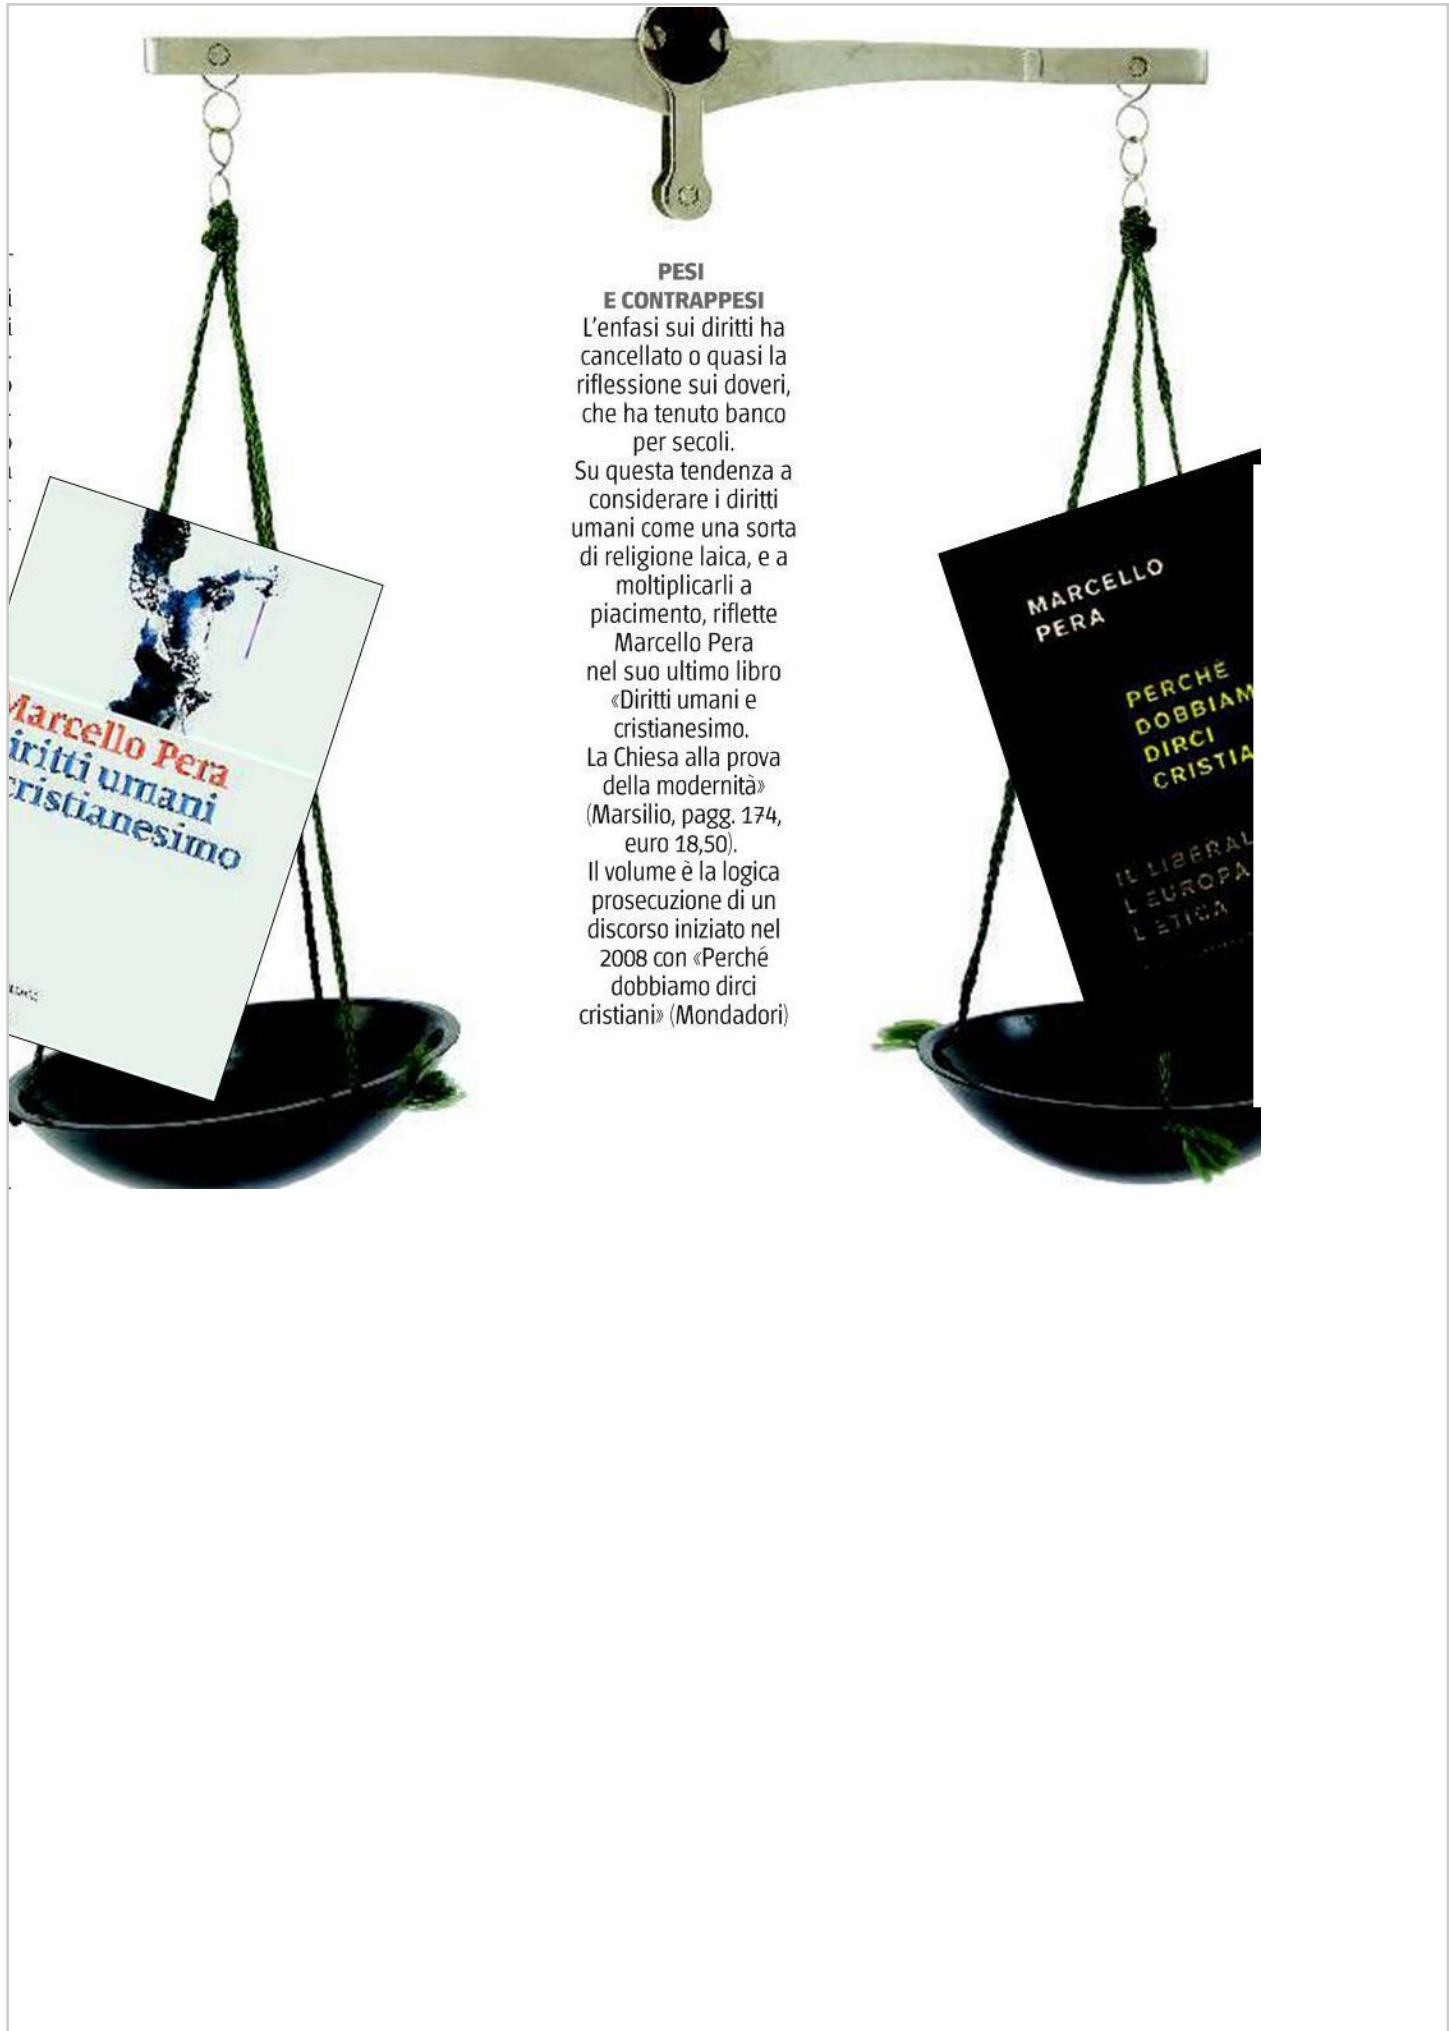 PESI
E CONTRAPPESI
L'enfasi sui diritti ha
cancellato o quasi la
riflessione sui doveri,
che ha tenuto banco
per secoli.
Su questa tendenza a
considerare i diritti
umani come una sorta
di religione laica, e a
moltiplicarli a
piacimento, riflette
Marcello Pera
nel suo ultimo libro
«Diritti umani e
cristianesimo.
La Chiesa alla prova
della modernità»
(Marsilio, pagg. 174,
euro 18,50).
Il volume è la logica
prosecuzione di un
discorso iniziato nel
2008 con «Perché
dobbiamo dirci
cristiani» (Mondadori)
Marcello Pera
iritti umani
cristianesimo
MARCELLO
PERA
PERCHÉ
DOBBIAM
DIRCI
CRISTIA
IL LIBERAL
L'EUROPA
L'ETICA